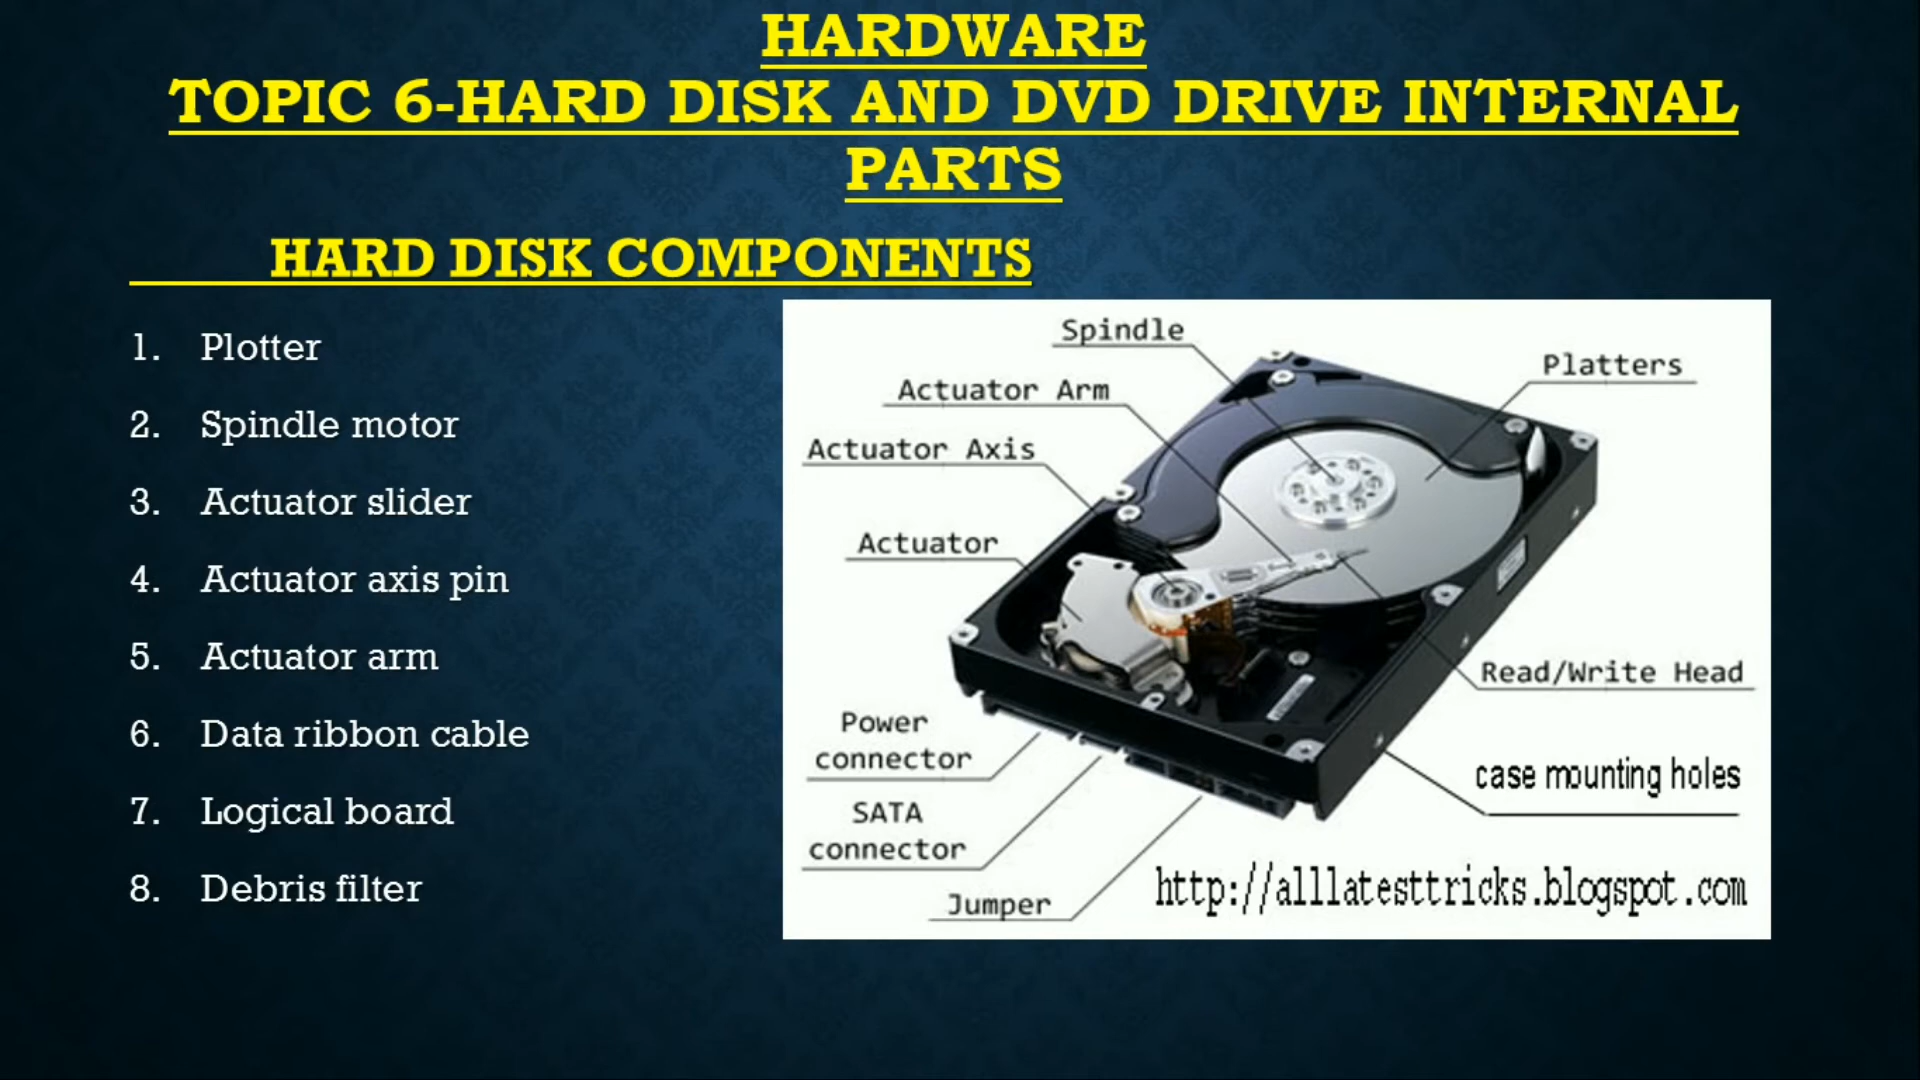 HARDWARE
TOPIC 6-HARD DISK AND DVD DRIVE INTERNAL
PARTS
HARD DISK COMPONENTS
1. Plotter
2. Spindle motor
3. Actuator slider
4. Actuator axis pin
5. Actuator arm
6. Data ribbon cable
7. Logical board
8. Debris filter
Spindle
Platters
Actuator Arm
Actuator Axis
Actuator
Read/Write Head
Power
connector
case mounting holes
SATA
connector
Jumper
http://alllatesttricks.blogspot.com